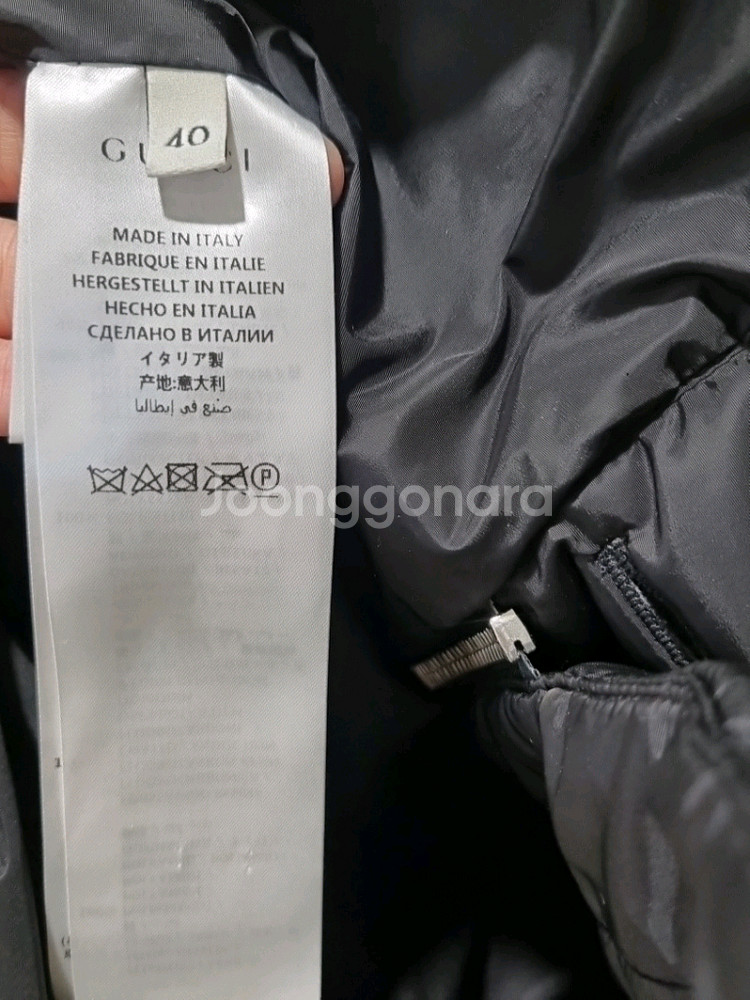 40
MADE IN ITALY
FABRIQUE EN ITALIE
HERGESTELLT IN ITALIEN
HECHO EN ITALIA
СДЕЛАНО В ИТАЛИИ
イタリア製
产地:意大利
صنع في إيطاليا
P
Joonggonara
1